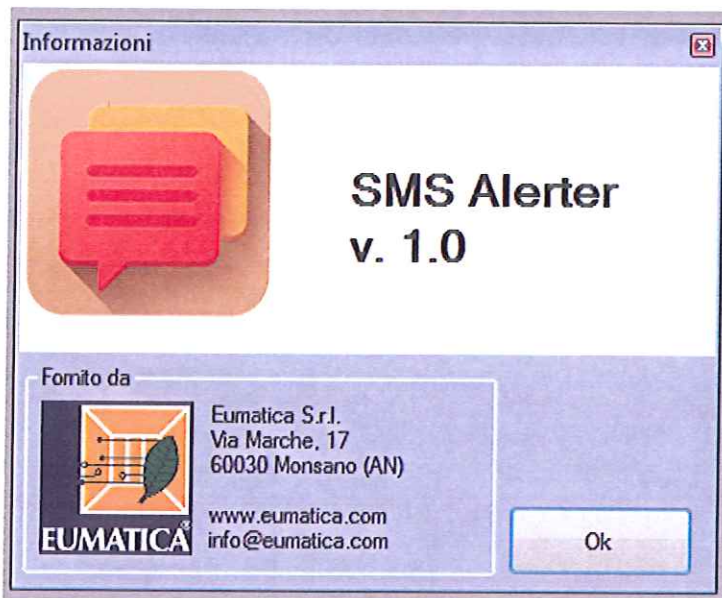 Informazioni
SMS Alerter
v. 1.0
Fornito da
Eumatica S.r.l.
Via Marche, 17
60030 Monsano (AN)
www.eumatica.com
info@eumatica.com
EUMATICA®
Ok